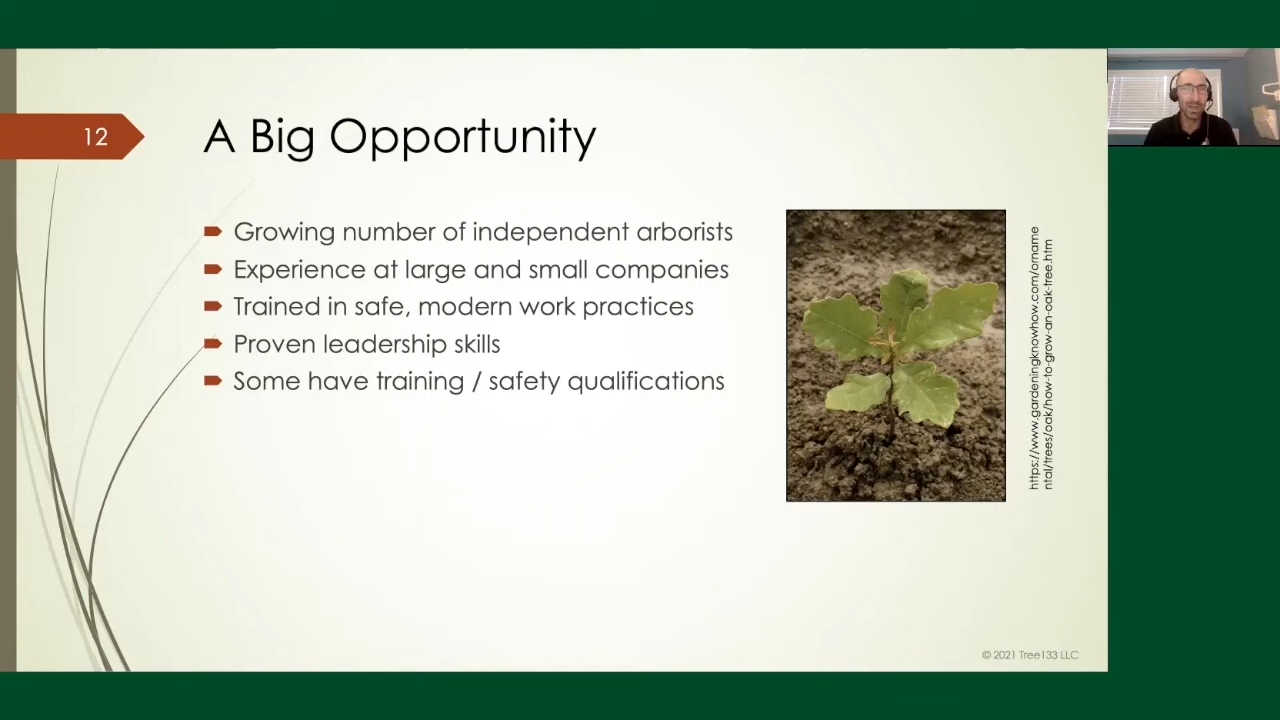 12
A Big Opportunity
Growing number of independent arborists
Experience at large and small companies
Trained in safe, modern work practices
Proven leadership skills
Some have training / safety qualifications
https://www.gardeningknowhow.com/orname
ntal/trees/oak/how-to-grow-an-oak-tree.htm
© 2021 Tree133 LLC